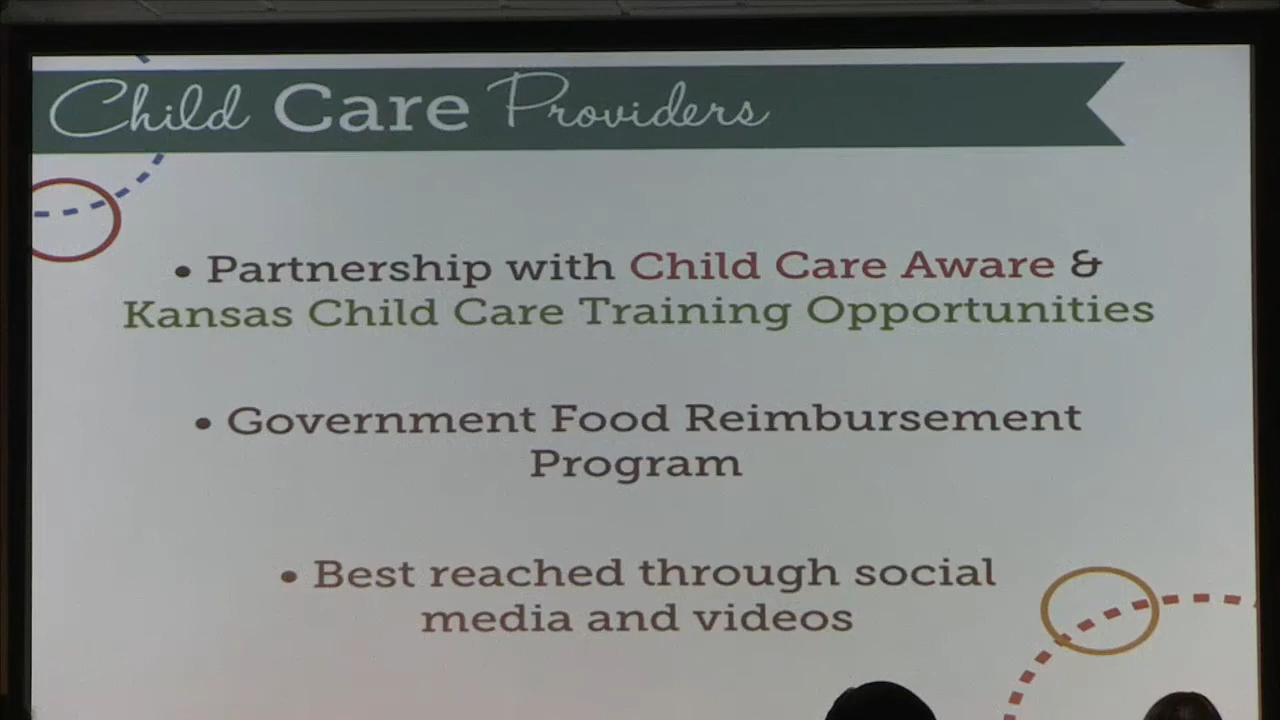 Child Care Providers
• Partnership with Child Care Aware &
Kansas Child Care Training Opportunities
• Government Food Reimbursement
Program
• Best reached through social
media and videos